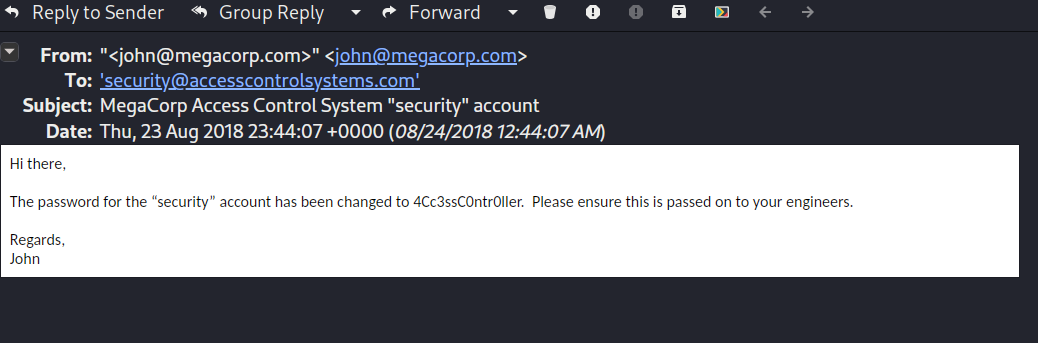 Reply to Sender Group Reply Forward
From: "<john@megacorp.com>" <john@megacorp.com>
To: 'security@accesscontrolsystems.com'
Subject: MegaCorp Access Control System "security" account
Date: Thu, 23 Aug 2018 23:44:07 +0000 (08/24/2018 12:44:07 AM)
Hi there,
The password for the “security” account has been changed to 4Cc3ssC0ntr0ller.  Please ensure this is passed on to your engineers.
Regards,
John